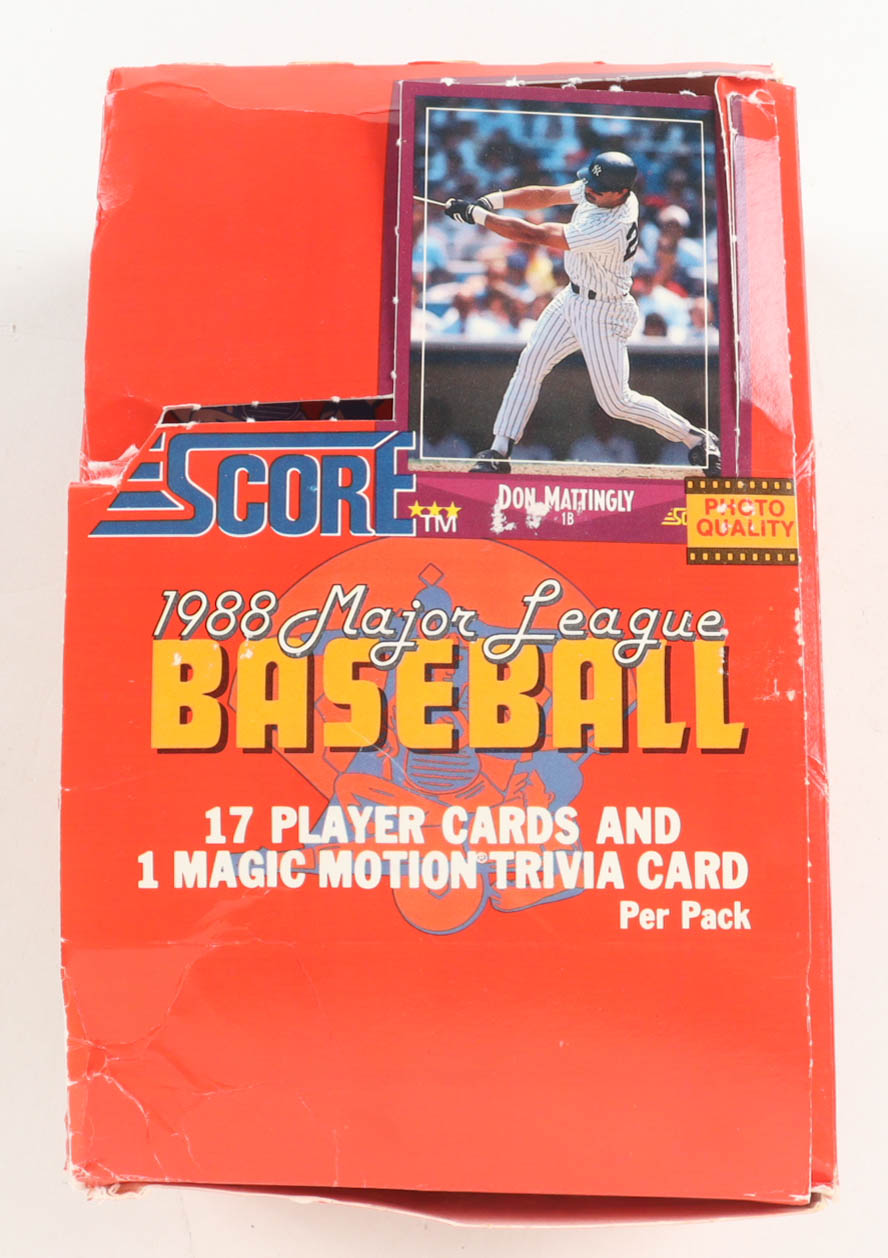 SCORE
TM
DON MATTINGLY
1B
PHOTO
QUALITY
1988 Major League
BASEBALL
17 PLAYER CARDS AND
1 MAGIC MOTION® TRIVIA CARD
Per Pack